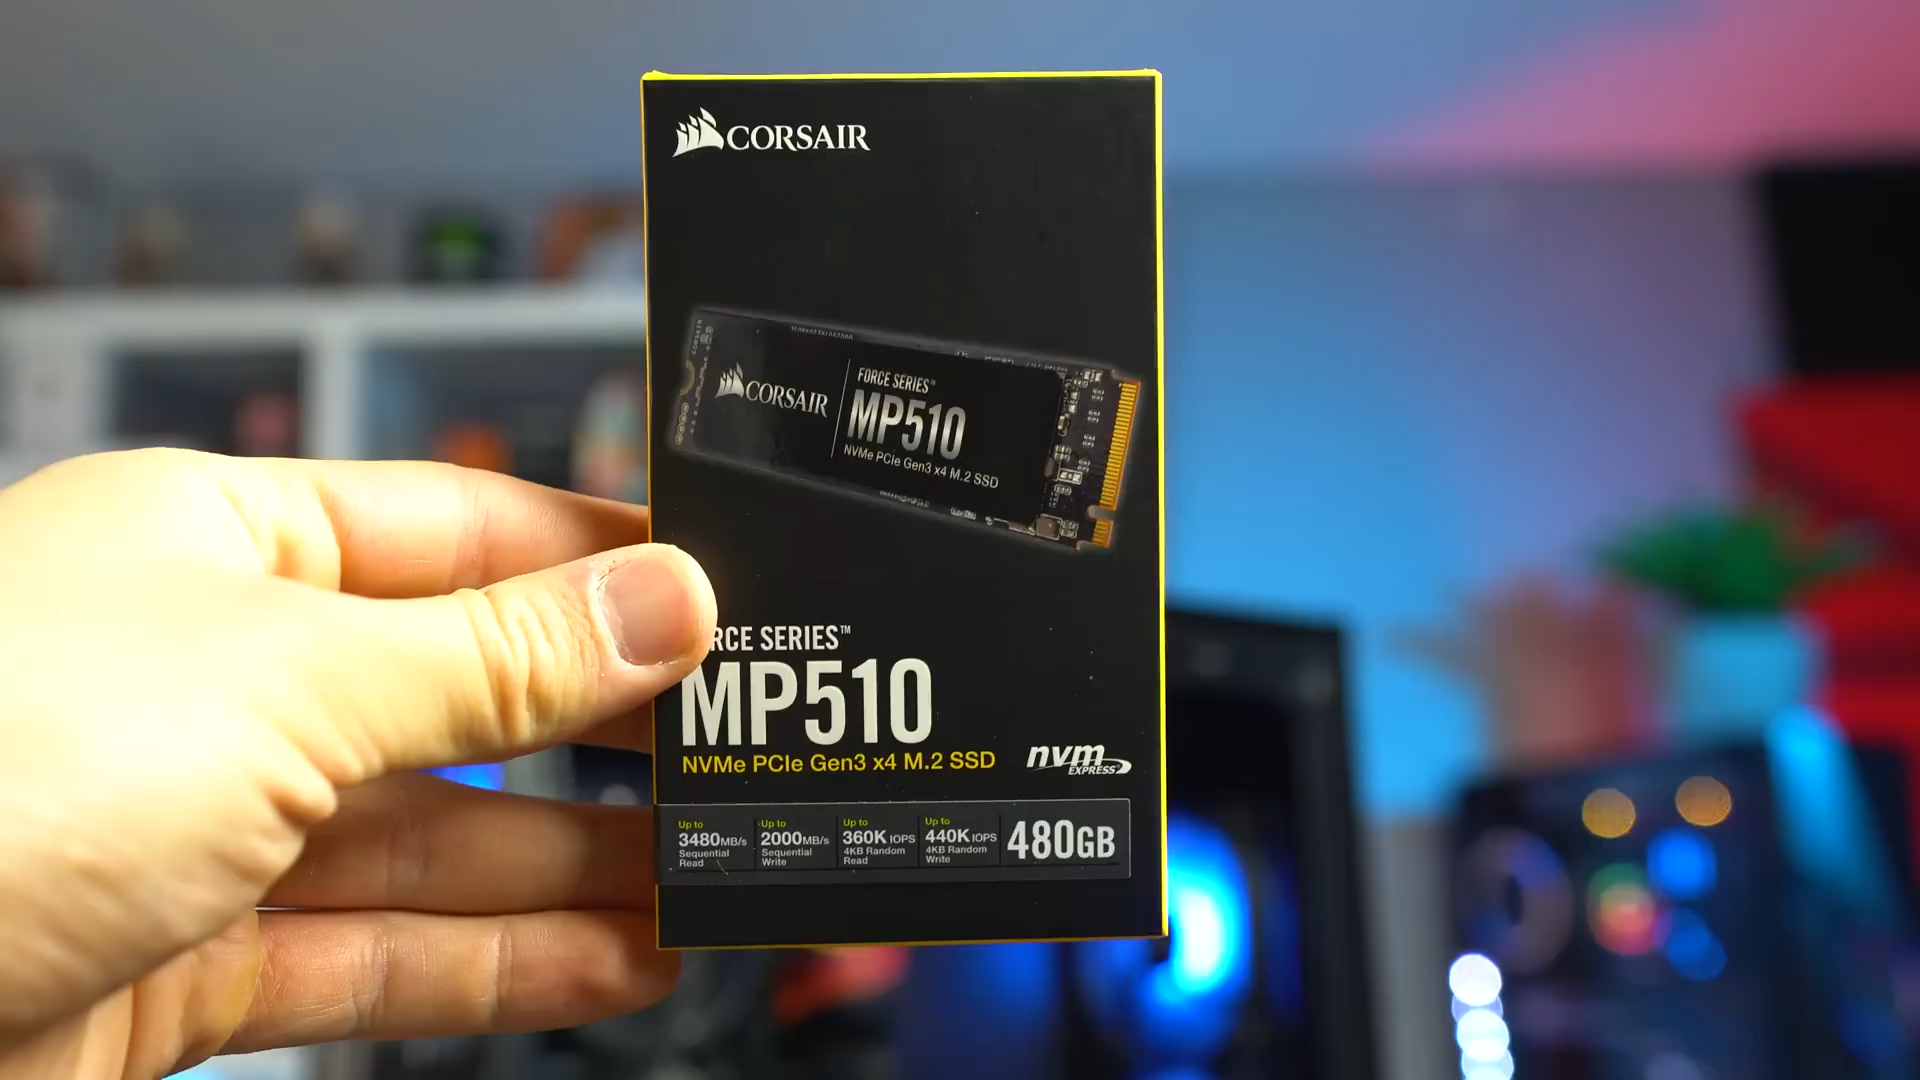 CORSAIR
CORSAIR
FORCE SERIES™
MP510
NVMe PCIe Gen3 x4 M.2 SSD
RCE SERIES™
MP510
NVMe PCIe Gen3 x4 M.2 SSD
nvm
EXPRESS
Up to
3480MB/s
Sequential
Read
Up to
2000MB/s
Sequential
Write
Up to
360K IOPS
4KB Random
Read
Up to
440K IOPS
4KB Random
Write
480GB